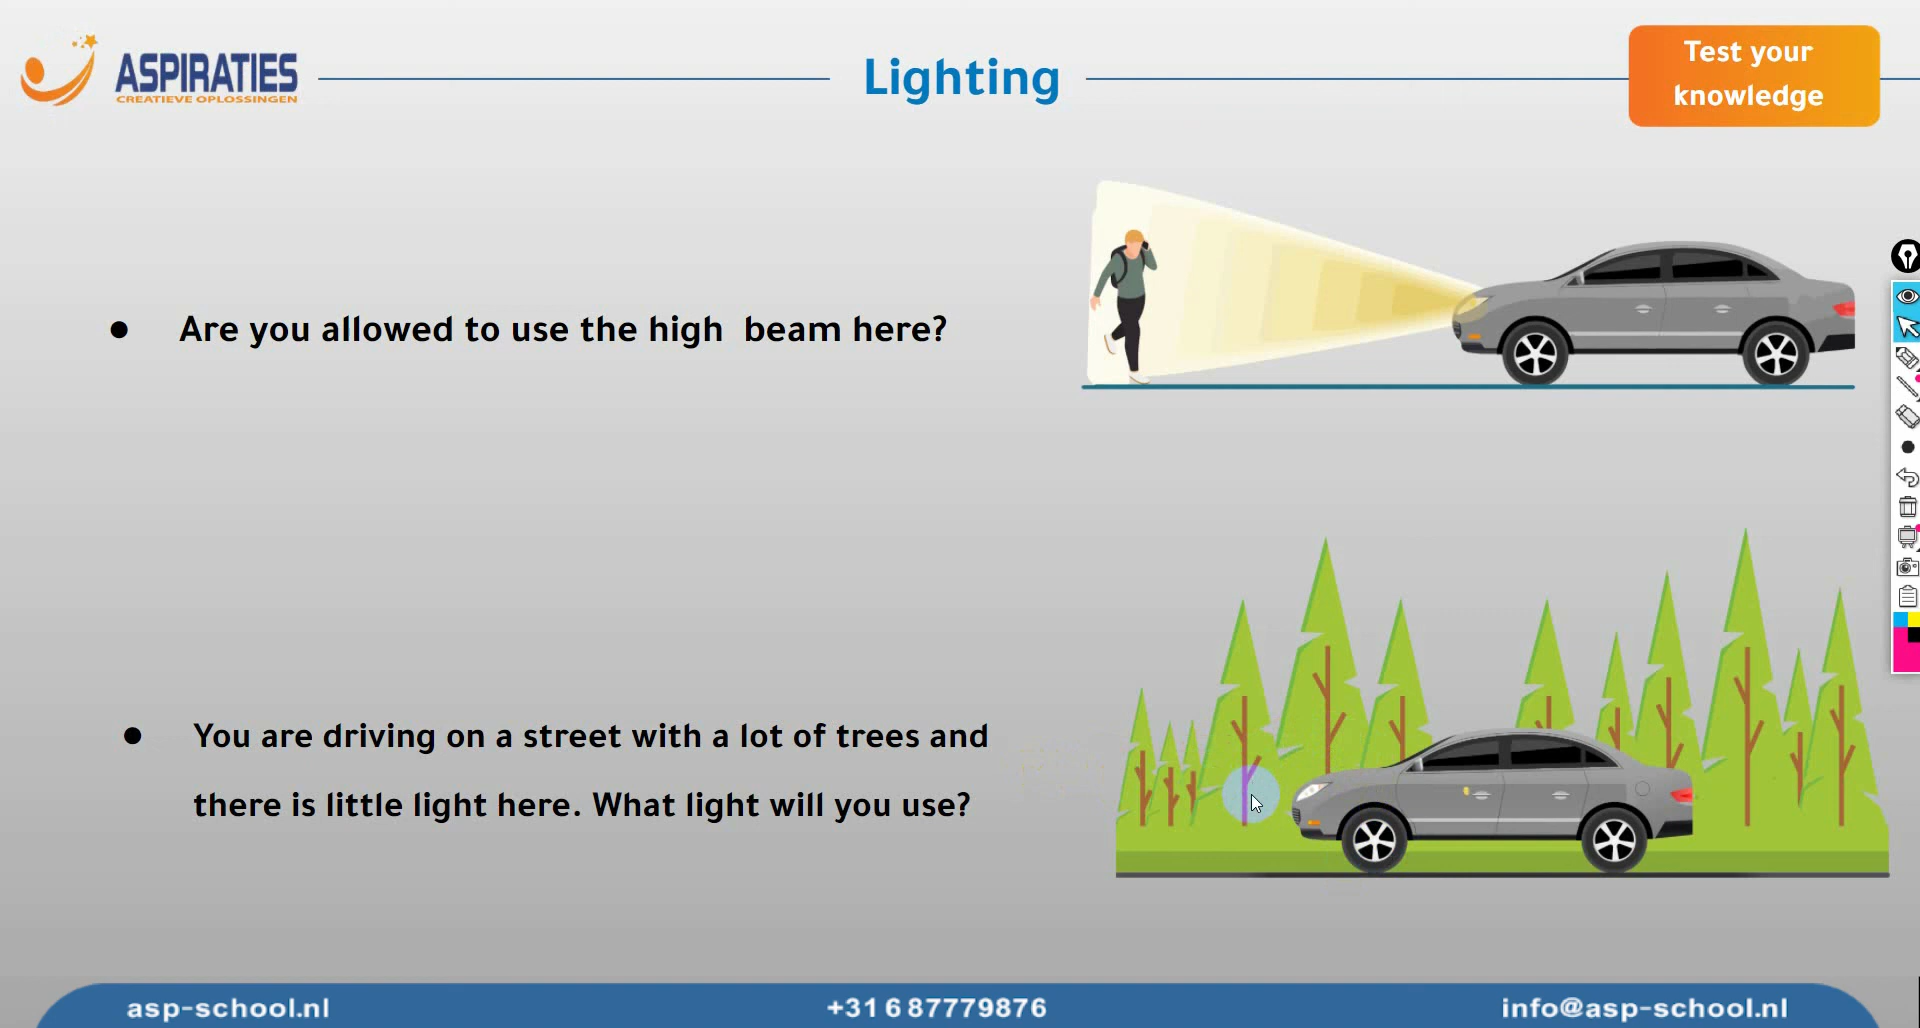 ASPIRATIES
CREATIEVE OPLOSSINGEN
Lighting
Test your
knowledge
● Are you allowed to use the high beam here?
● You are driving on a street with a lot of trees and
there is little light here. What light will you use?
asp-school.nl
+31 6 87779876
info@asp-school.nl